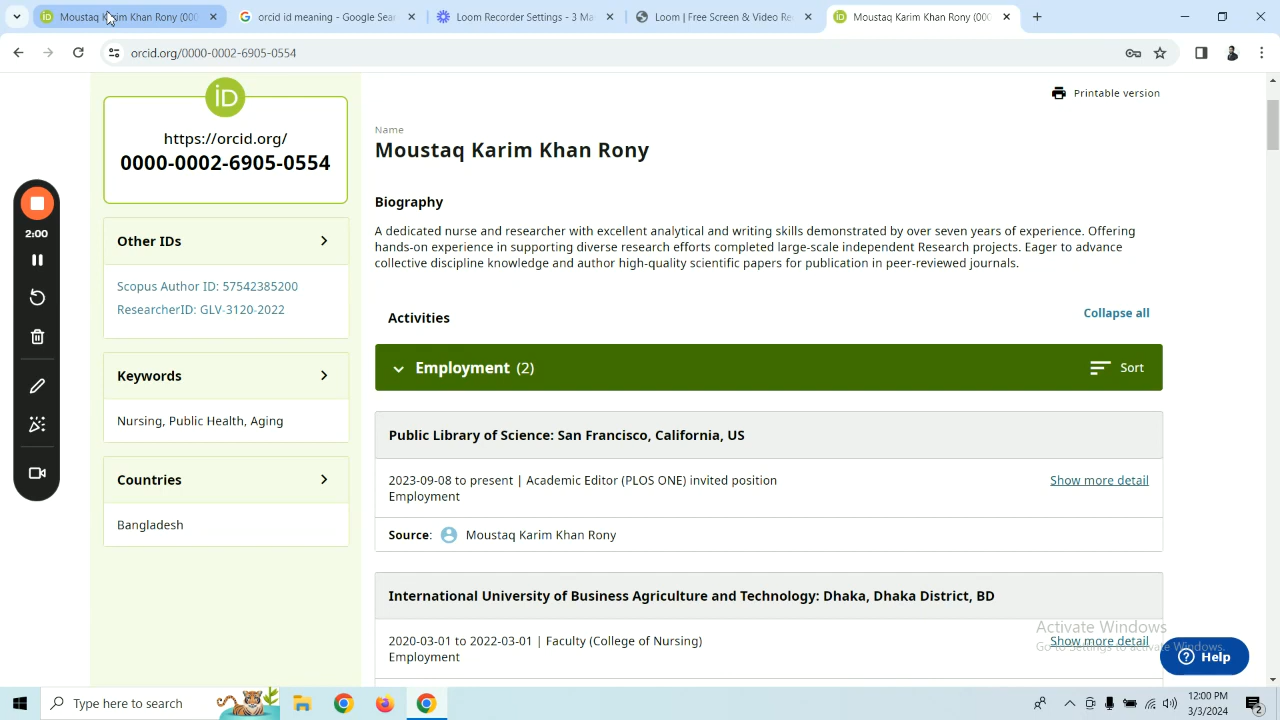 Moustaq Karim Khan Rony (000
orcid id meaning - Google Sear
Loom Recorder Settings - 3 Ma
Loom | Free Screen & Video Re
Moustaq Karim Khan Rony (000
orcid.org/0000-0002-6905-0554
Printable version
iD
https://orcid.org/
0000-0002-6905-0554
Name
Moustaq Karim Khan Rony
Biography
A dedicated nurse and researcher with excellent analytical and writing skills demonstrated by over seven years of experience. Offering
hands-on experience in supporting diverse research efforts completed large-scale independent Research projects. Eager to advance
collective discipline knowledge and author high-quality scientific papers for publication in peer-reviewed journals.
2:00
Other IDs
Scopus Author ID: 57542385200
ResearcherID: GLV-3120-2022
Keywords
Nursing, Public Health, Aging
Countries
Bangladesh
Activities
Collapse all
Employment (2)
Sort
Public Library of Science: San Francisco, California, US
2023-09-08 to present | Academic Editor (PLOS ONE) invited position
Show more detail
Employment
Source: Moustaq Karim Khan Rony
International University of Business Agriculture and Technology: Dhaka, Dhaka District, BD
2020-03-01 to 2022-03-01 | Faculty (College of Nursing)
Show more detail
Employment
Activate Windows
Go to Settings to activate Windows.
Help
Type here to search
12:00 PM
3/3/2024
2